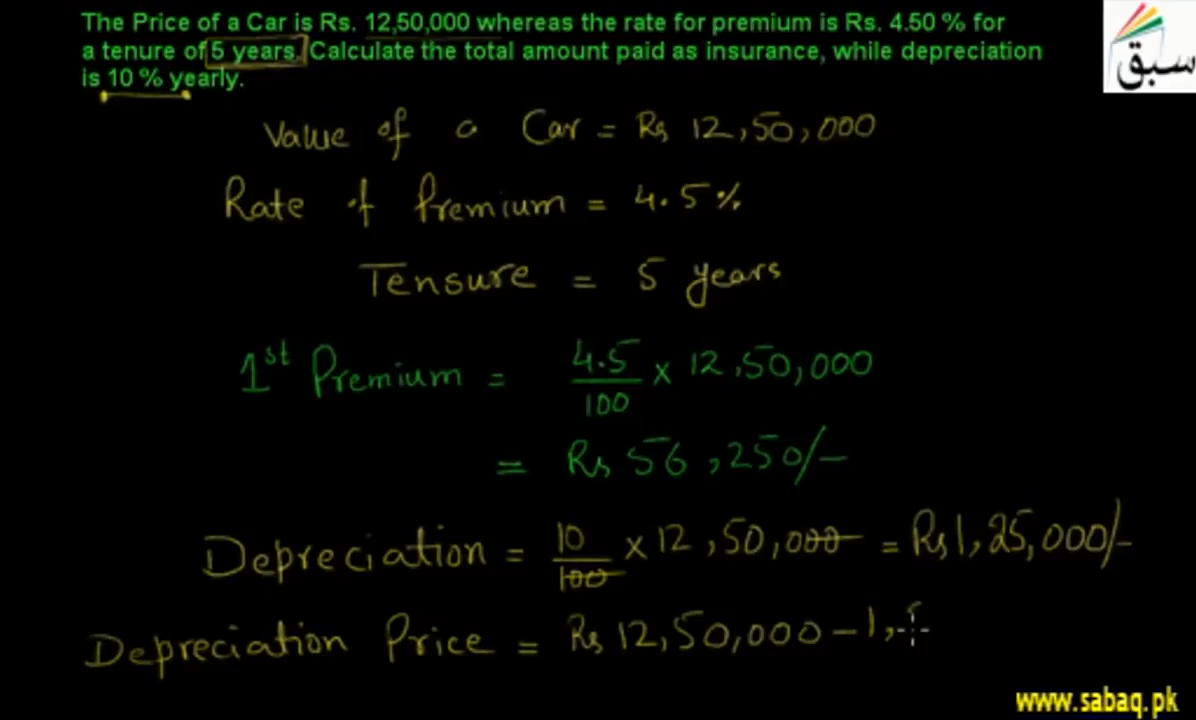 The Price of a Car is Rs. 12,50,000 whereas the rate for premium is Rs. 4.50 % for
a tenure of 5 years. Calculate the total amount paid as insurance, while depreciation
is 10 % yearly.
سبق
Value of a Car = Rs 12,50,000
Rate of Premium = 4.5%
Tensure = 5 years
1st Premium = 4.5/100 x 12,50,000
= Rs 56,250/-
Depreciation = 10/100 x 12,50,000 = Rs 1,25,000/-
Depreciation Price = Rs 12,50,000 - 1,
www.sabaq.pk